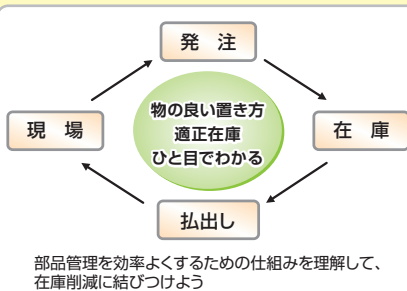 発　注
現　場
物の良い置き方
適正在庫
ひと目でわかる
在　庫
払出し
部品管理を効率よくするための仕組みを理解して、
在庫削減に結びつけよう